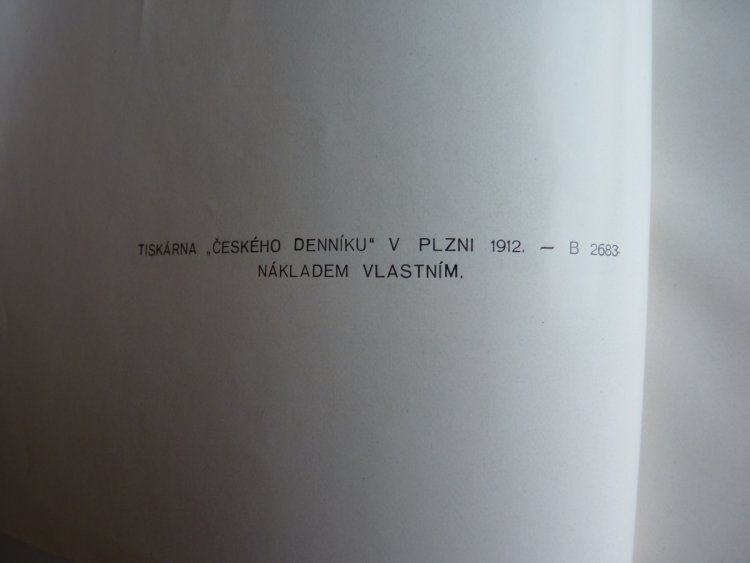 TISKÁRNA „ČESKÉHO DENNÍKU“ V PLZNI 1912. — B 2683.
NÁKLADEM VLASTNÍM.